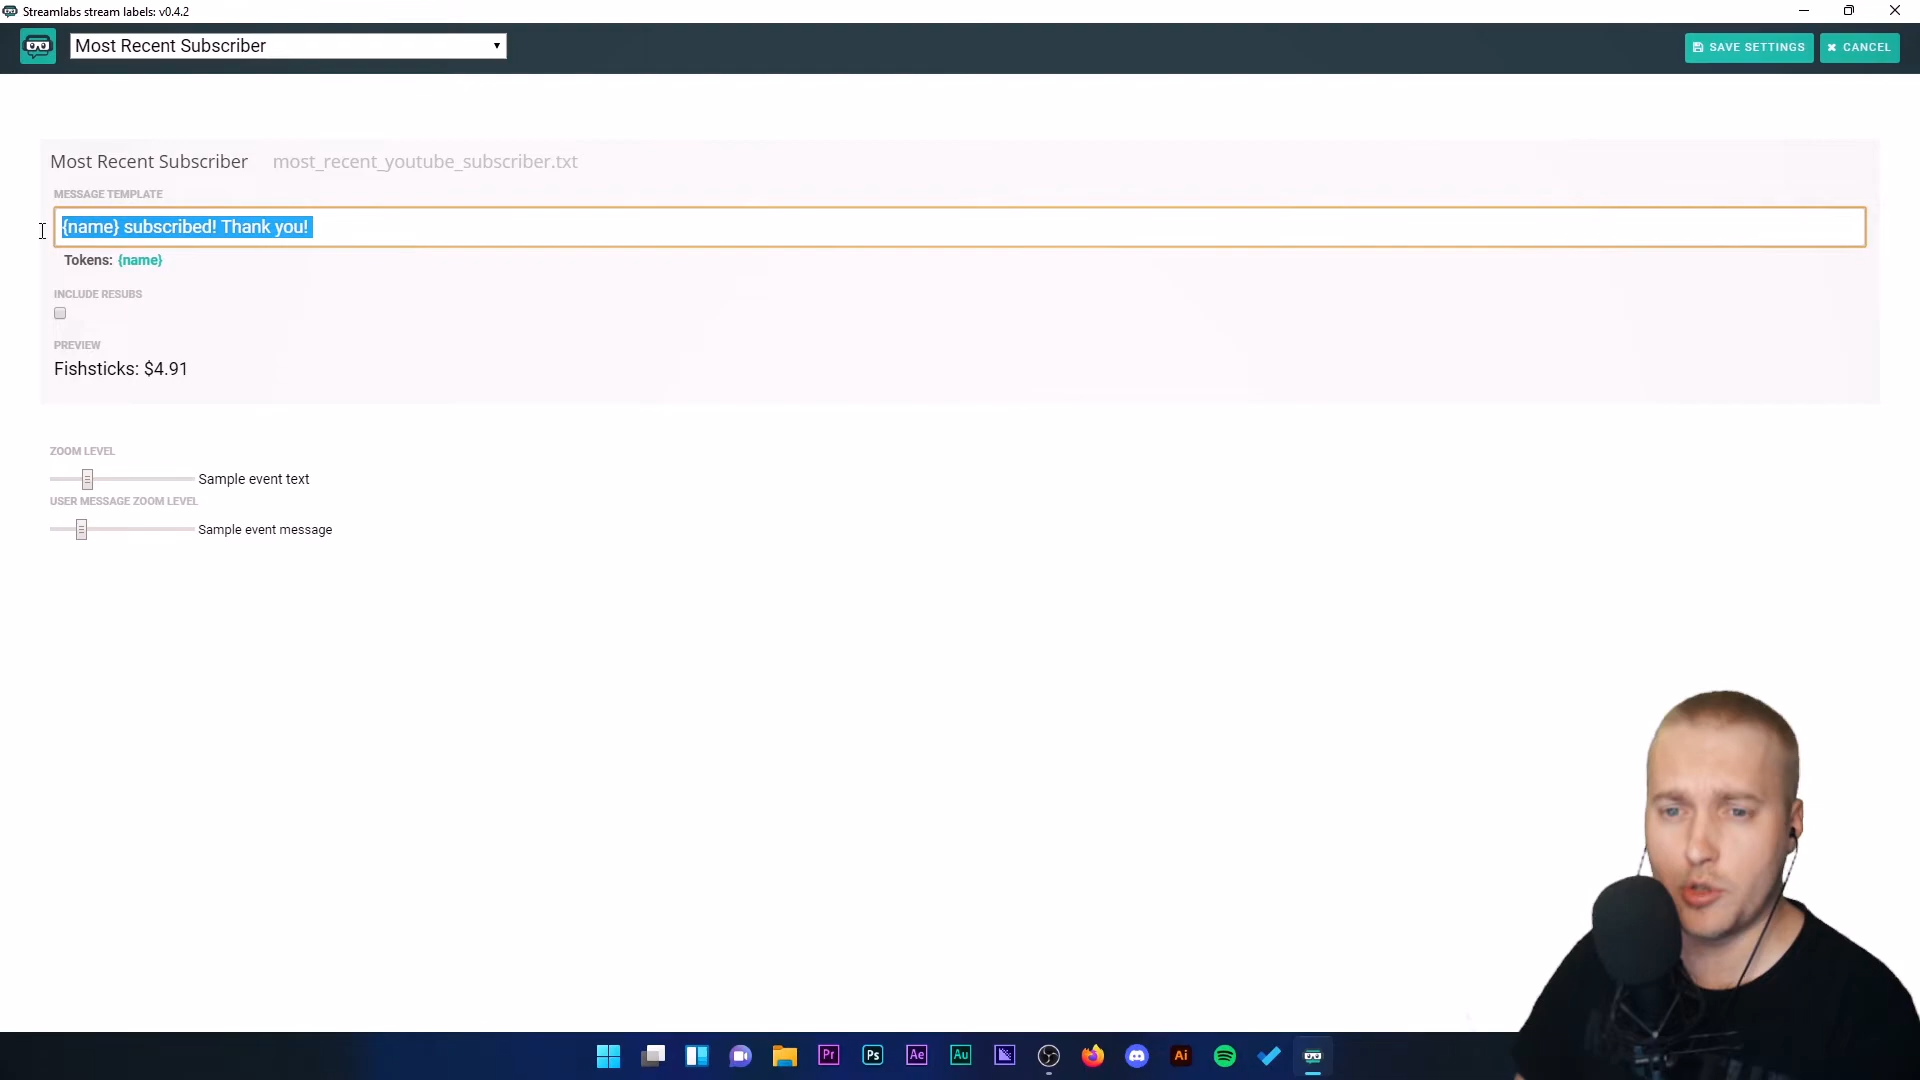 Streamlabs stream labels: v0.4.2
Most Recent Subscriber
SAVE SETTINGS
CANCEL
Most Recent Subscriber most_recent_youtube_subscriber.txt
MESSAGE TEMPLATE
{name} subscribed! Thank you!
Tokens: {name}
INCLUDE RESUBS
PREVIEW
Fishsticks: $4.91
ZOOM LEVEL
Sample event text
USER MESSAGE ZOOM LEVEL
Sample event message
Pr Ps Ae Au Ai